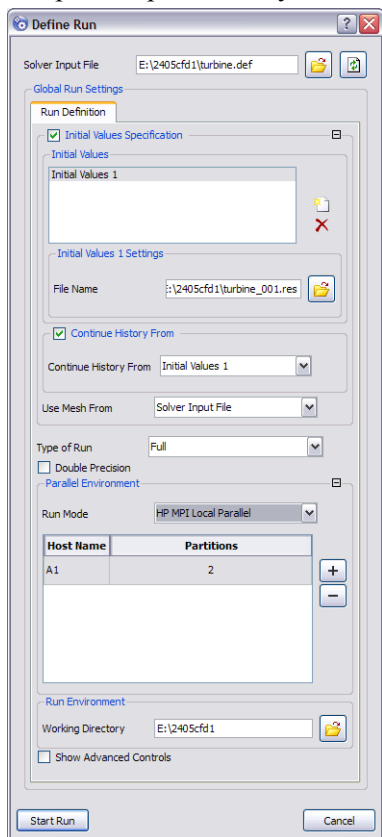 Define Run
Solver Input File E:\2405cfd1\turbine.def
Global Run Settings
Run Definition
Initial Values Specification
Initial Values
Initial Values 1
Initial Values 1 Settings
File Name :\2405cfd1\turbine_001.res
Continue History From
Continue History From Initial Values 1
Use Mesh From Solver Input File
Type of Run Full
Double Precision
Parallel Environment
Run Mode HP MPI Local Parallel
Host Name Partitions
A1 2
Run Environment
Working Directory E:\2405cfd1
Show Advanced Controls
Start Run Cancel